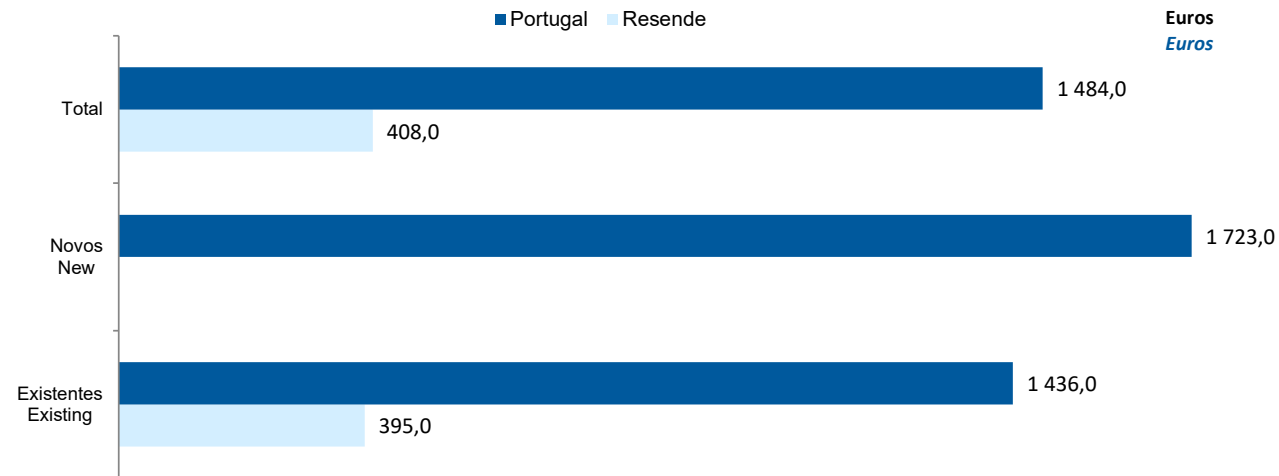 Portugal Resende
Euros
Euros
Total
1 484,0
408,0
Novos
New
1 723,0
Existentes
Existing
1 436,0
395,0